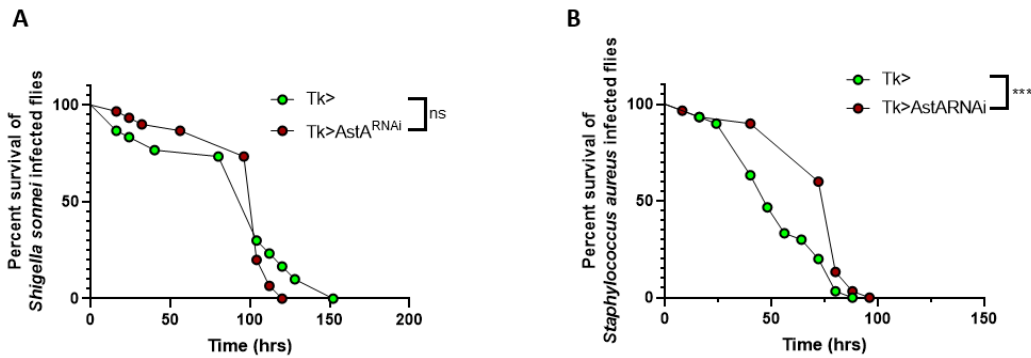 A
Percent survival of
Shigella sonnei infected flies
100
50
0
0 50 100 150 200
Time (hrs)
Tk>
Tk>AstA^RNAi
ns
B
Percent survival of
Staphylococcus aureus infected flies
100
50
0
0 50 100 150
Time (hrs)
Tk>
Tk>AstARNAi
***